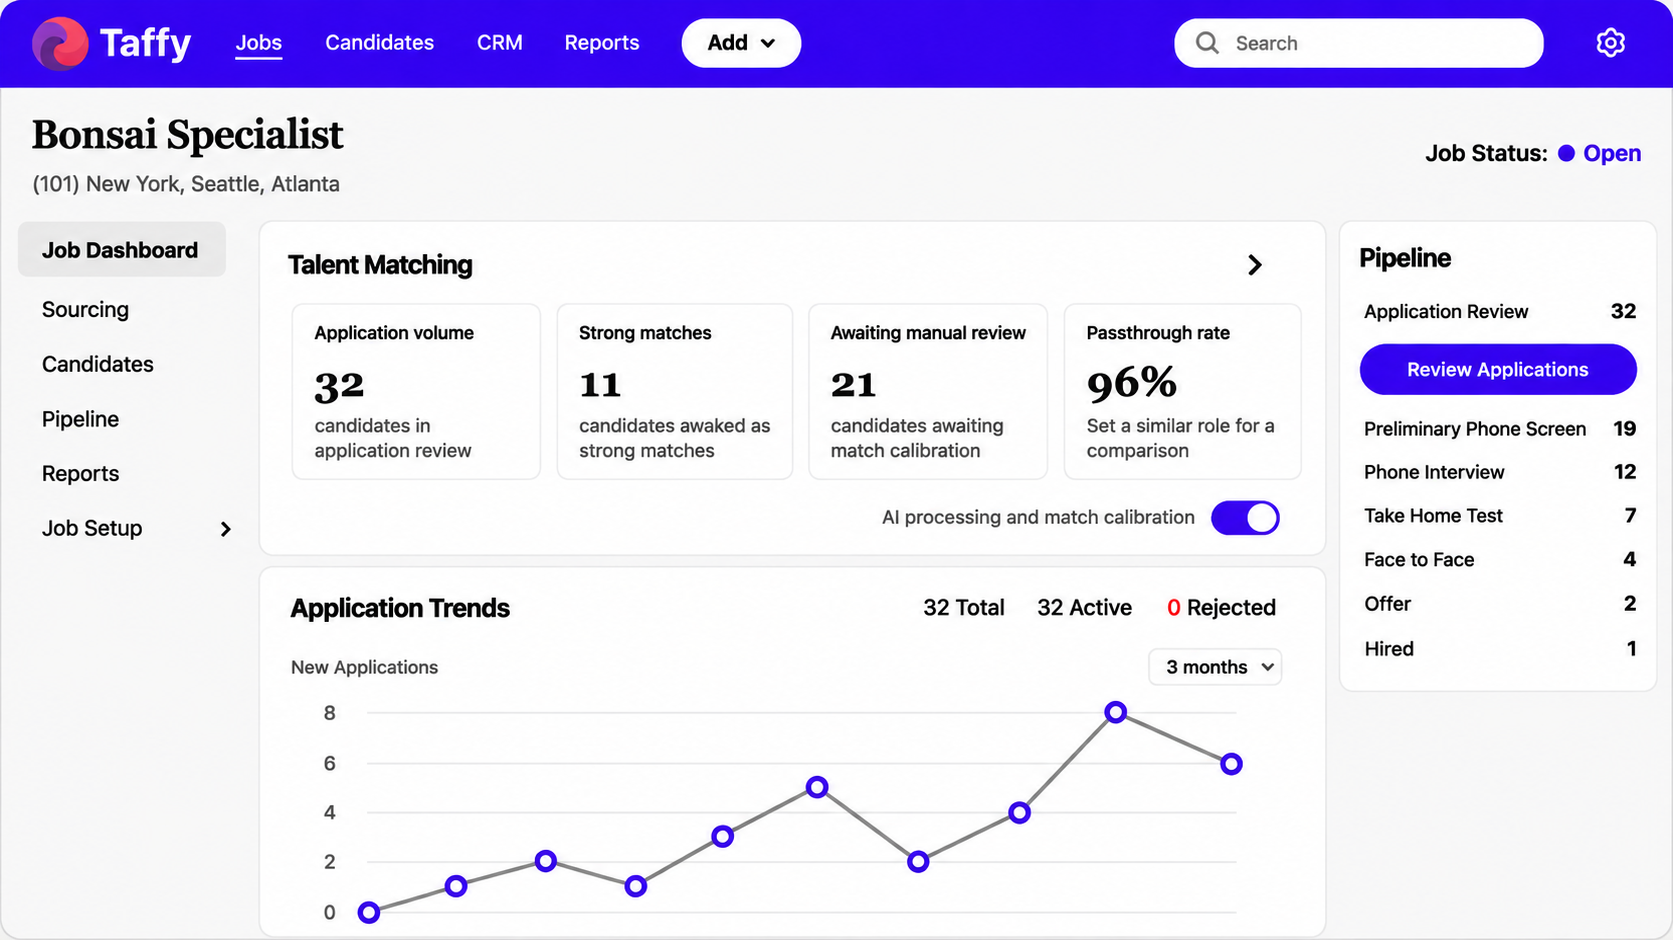 Taffy
Jobs
Candidates
CRM
Reports
Add
Search
Bonsai Specialist
(101) New York, Seattle, Atlanta
Job Status: Open
Job Dashboard
Sourcing
Candidates
Pipeline
Reports
Job Setup
Talent Matching
Application volume
32
candidates in
application review
Strong matches
11
candidates awaked as
strong matches
Awaiting manual review
21
candidates awaiting
match calibration
Passthrough rate
96%
Set a similar role for a
comparison
AI processing and match calibration
Application Trends
32 Total
32 Active
0 Rejected
New Applications
3 months
8
6
4
2
0
Pipeline
Application Review 32
Review Applications
Preliminary Phone Screen 19
Phone Interview 12
Take Home Test 7
Face to Face 4
Offer 2
Hired 1